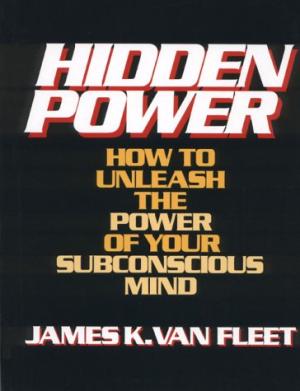 HIDDEN
POWER
HOW TO
UNLEASH
THE
POWER
OF YOUR
SUBCONSCIOUS
MIND
JAMES K. VAN FLEET